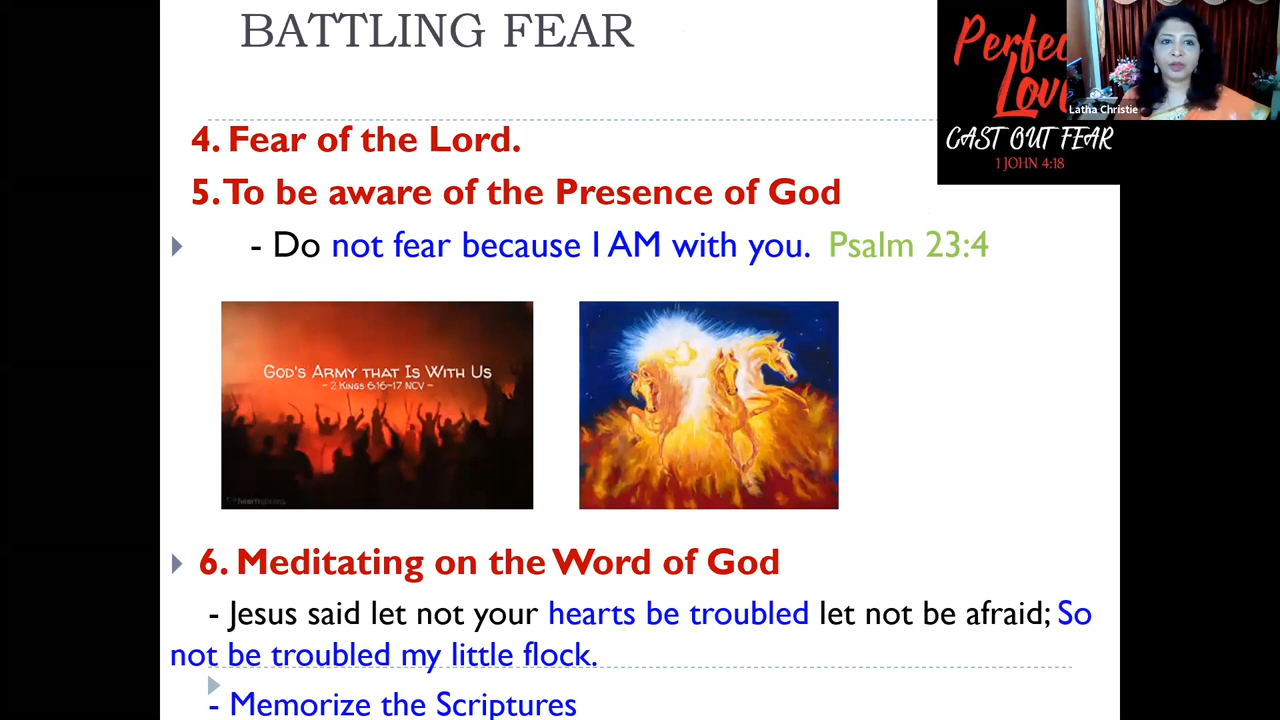 BATTLING FEAR
Perfec
Love
Latha Christie
CAST OUT FEAR
1 JOHN 4:18
4. Fear of the Lord.
5. To be aware of the Presence of God
- Do not fear because I AM with you. Psalm 23:4
GOD'S ARMY THAT IS WITH US
- 2 KINGS 6:16-17 NCV -
6. Meditating on the Word of God
- Jesus said let not your hearts be troubled let not be afraid; So
not be troubled my little flock.
- Memorize the Scriptures